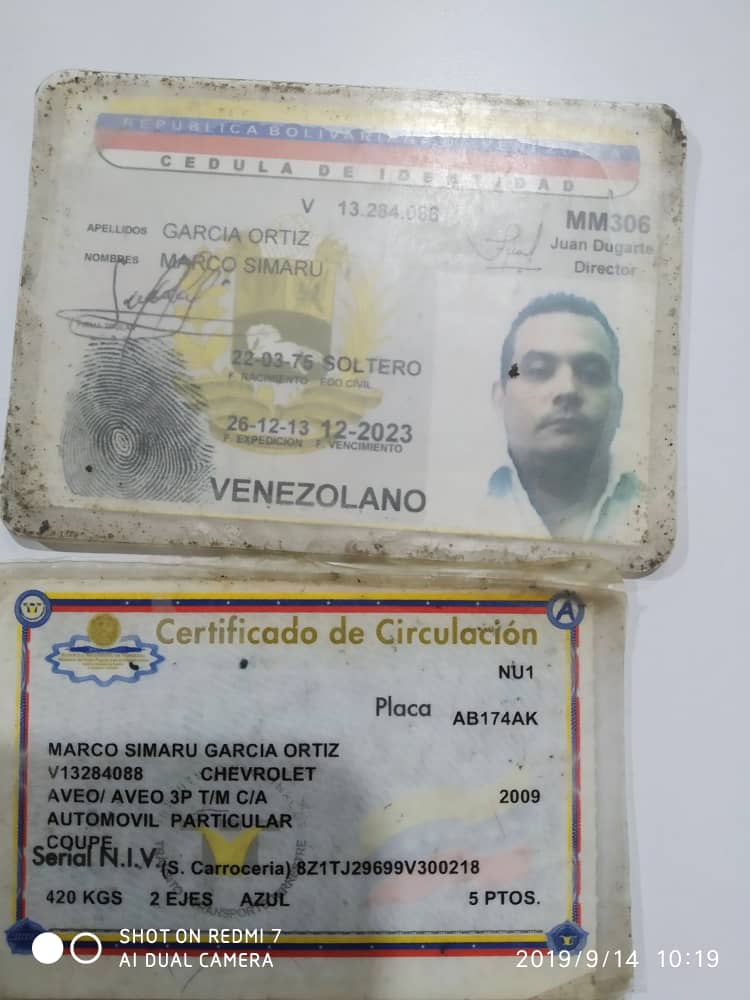 REPUBLICA BOLIVARIANA DE VENEZUELA
CEDULA DE IDENTIDAD
V 13.284.088
MM306
Juan Dugarte
Director
APELLIDOS GARCIA ORTIZ
NOMBRES MARCO SIMARU
FIRMA TITULAR
22-03-75 SOLTERO
F. NACIMIENTO EDO CIVIL
26-12-13 12-2023
F. EXPEDICION F. VENCIMIENTO
VENEZOLANO
A
Certificado de Circulación
NU1
Placa AB174AK
MARCO SIMARU GARCIA ORTIZ
V13284088 CHEVROLET
AVEO/ AVEO 3P T/M C/A 2009
AUTOMOVIL PARTICULAR
COUPE
Serial N.I.V. (S. Carroceria) 8Z1TJ29699V300218
420 KGS 2 EJES AZUL 5 PTOS.
SHOT ON REDMI 7
AI DUAL CAMERA
2019/9/14 10:19